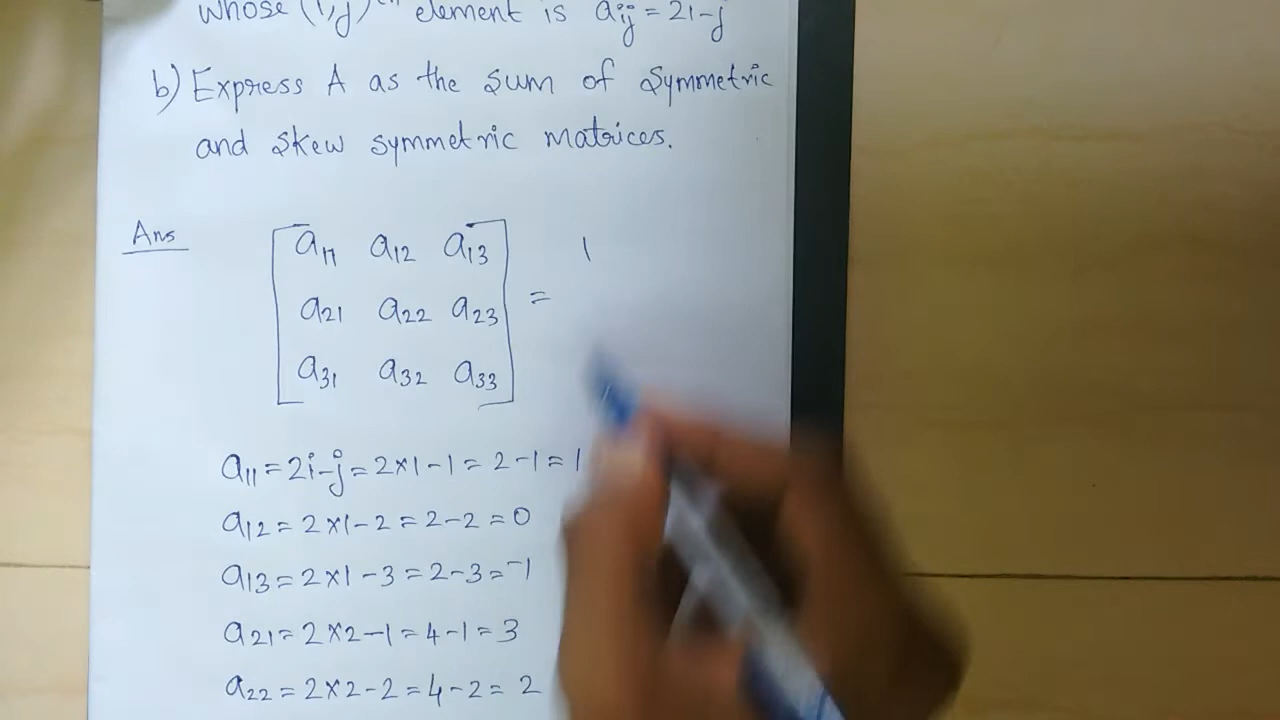 whose (i,j)th element is aij = 2i-j
b) Express A as the sum of symmetric
and skew symmetric matrices.
Ans
a11 a12 a13
a21 a22 a23 =
a31 a32 a33
1
a11 = 2i-j = 2×1-1 = 2-1 = 1
a12 = 2×1-2 = 2-2 = 0
a13 = 2×1-3 = 2-3 = -1
a21 = 2×2-1 = 4-1 = 3
a22 = 2×2-2 = 4-2 = 2